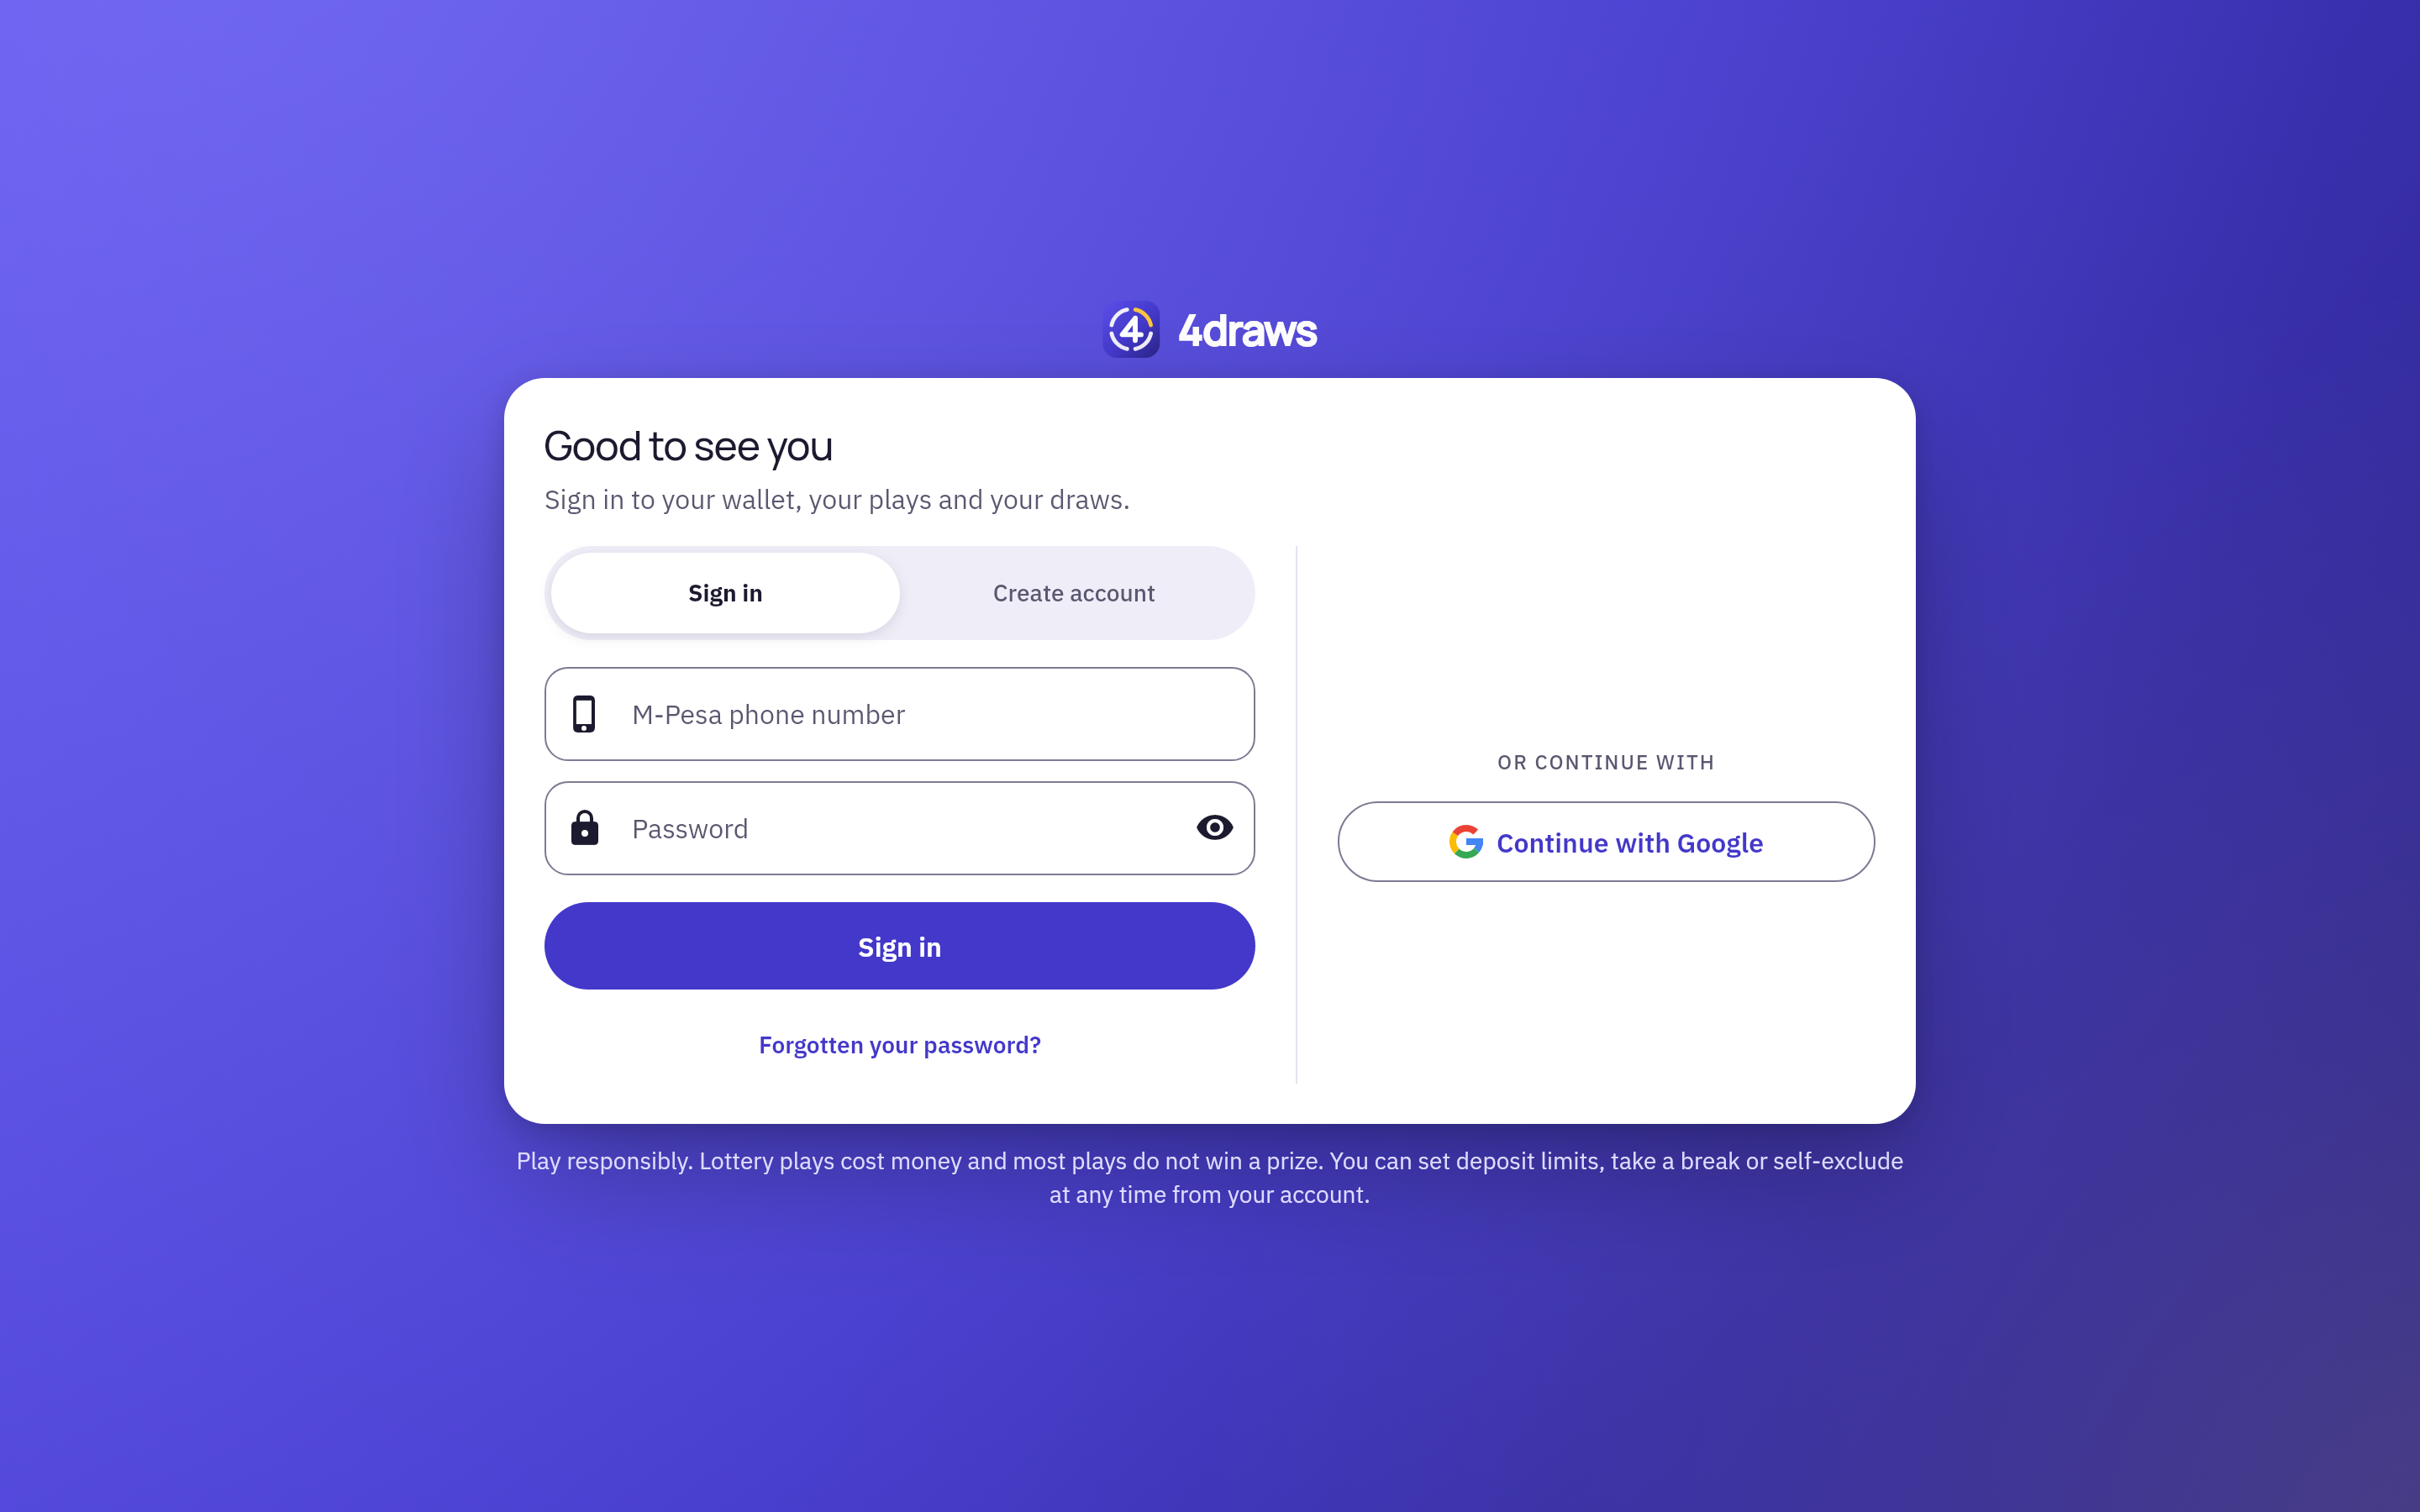 4 4draws
Good to see you
Sign in to your wallet, your plays and your draws.
Sign in
Create account
M-Pesa phone number
Password
Sign in
Forgotten your password?
OR CONTINUE WITH
Continue with Google
Play responsibly. Lottery plays cost money and most plays do not win a prize. You can set deposit limits, take a break or self-exclude
at any time from your account.